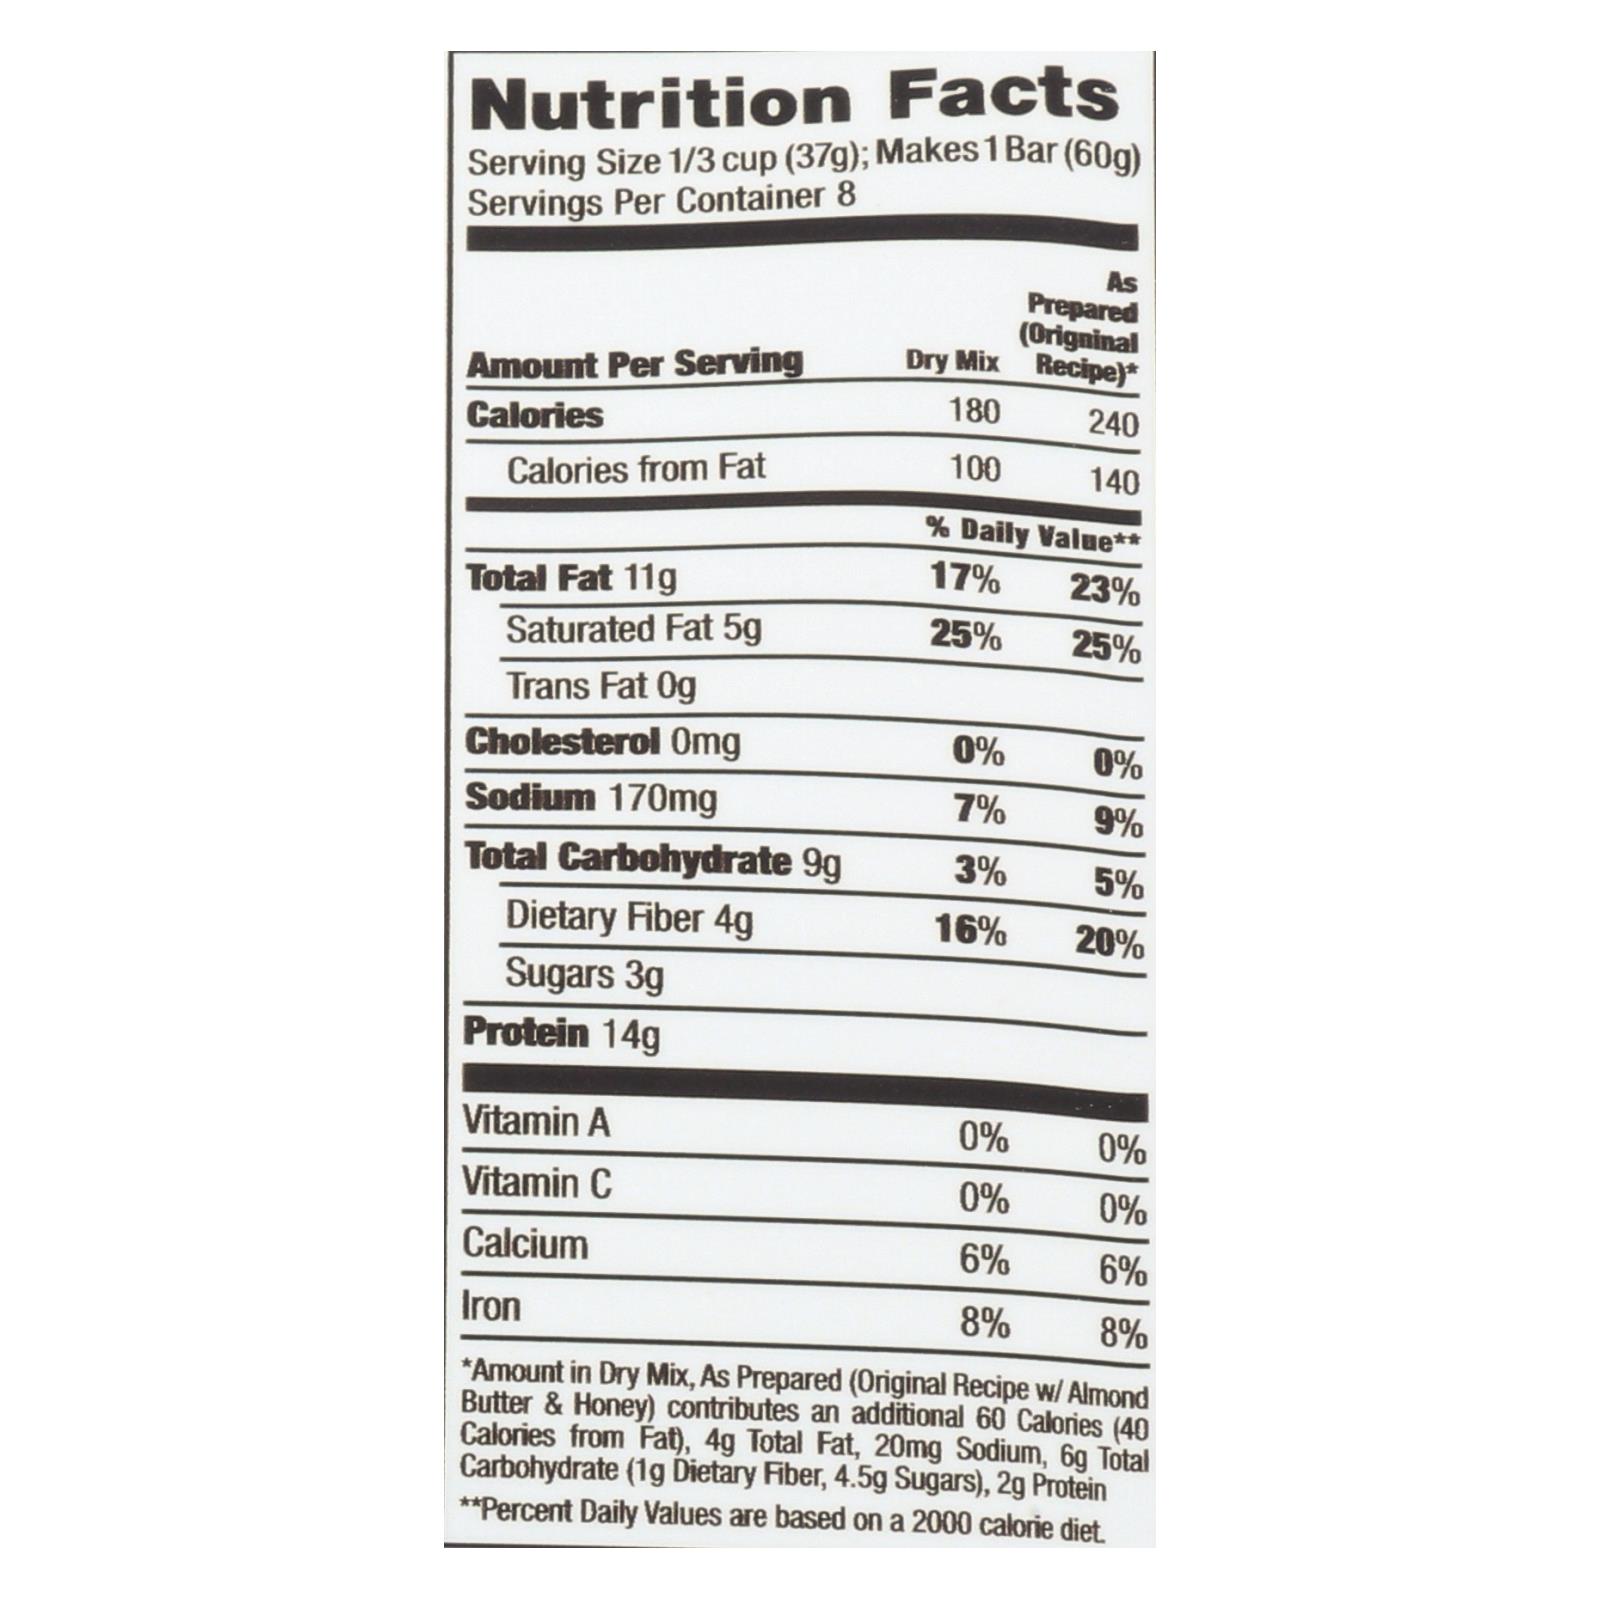 Nutrition Facts
Serving Size 1/3 cup (37g); Makes 1 Bar (60g)
Servings Per Container 8
As
Prepared
(Origninal
Amount Per Serving Dry Mix Recipe)*
Calories 180 240
Calories from Fat 100 140
% Daily Value**
Total Fat 11g 17% 23%
Saturated Fat 5g 25% 25%
Trans Fat 0g
Cholesterol 0mg 0% 0%
Sodium 170mg 7% 9%
Total Carbohydrate 9g 3% 5%
Dietary Fiber 4g 16% 20%
Sugars 3g
Protein 14g
Vitamin A 0% 0%
Vitamin C 0% 0%
Calcium 6% 6%
Iron 8% 8%
*Amount in Dry Mix, As Prepared (Original Recipe w/ Almond
Butter & Honey) contributes an additional 60 Calories (40
Calories from Fat), 4g Total Fat, 20mg Sodium, 6g Total
Carbohydrate (1g Dietary Fiber, 4.5g Sugars), 2g Protein
**Percent Daily Values are based on a 2000 calorie diet.